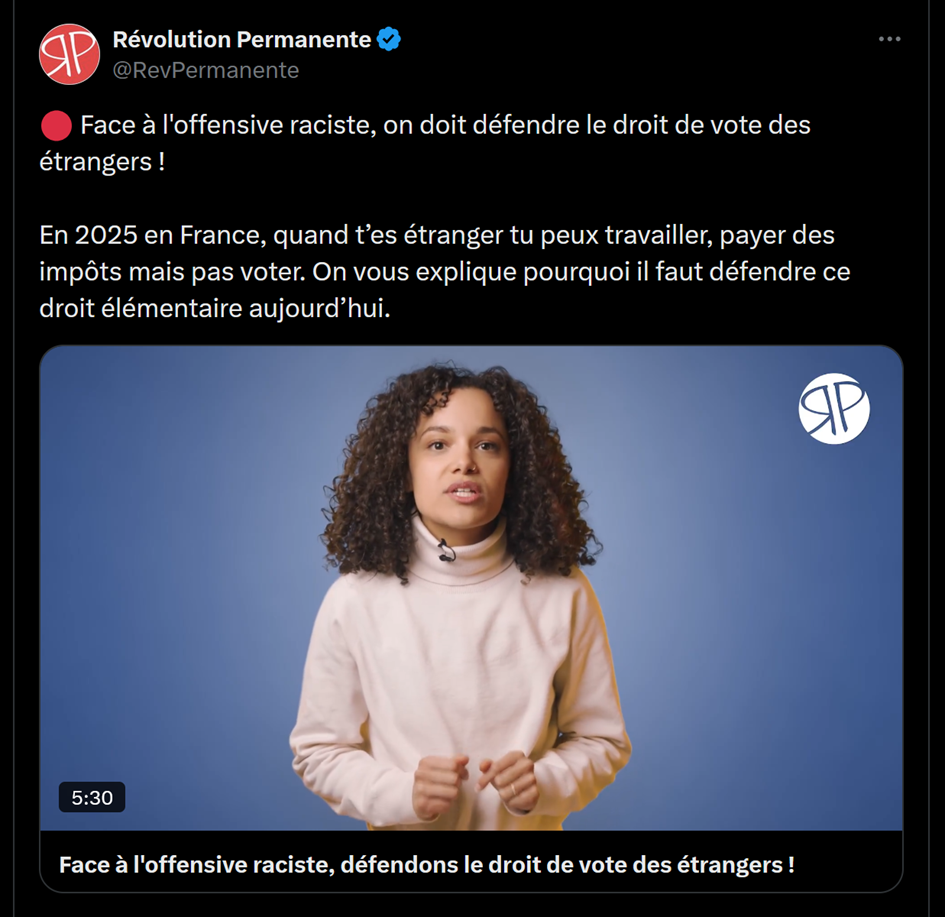 Révolution Permanente
@RevPermanente
🔴 Face à l'offensive raciste, on doit défendre le droit de vote des
étrangers !
En 2025 en France, quand t’es étranger tu peux travailler, payer des
impôts mais pas voter. On vous explique pourquoi il faut défendre ce
droit élémentaire aujourd’hui.
RP
5:30
Face à l'offensive raciste, défendons le droit de vote des étrangers !